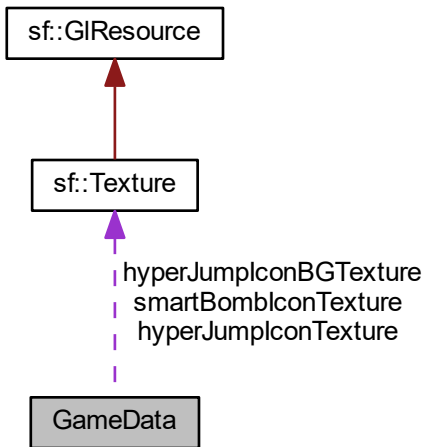 sf::GlResource
sf::Texture
hyperJumpIconBGTexture
smartBombIconTexture
hyperJumpIconTexture
GameData